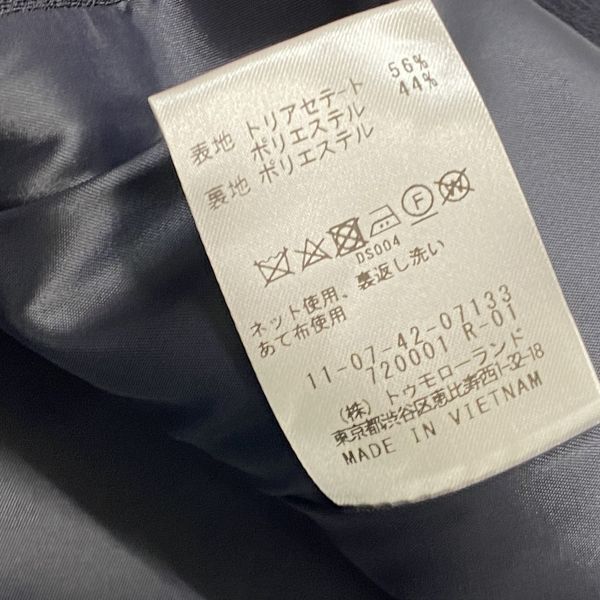 表地 トリアセテート 56%
ポリエステル 44%
裏地 ポリエステル
DS004
ネット使用、裏返し洗い
あて布使用
11-07-42-07133
720001 R-01
(株) トゥモローランド
東京都渋谷区恵比寿西1-32-18
MADE IN VIETNAM